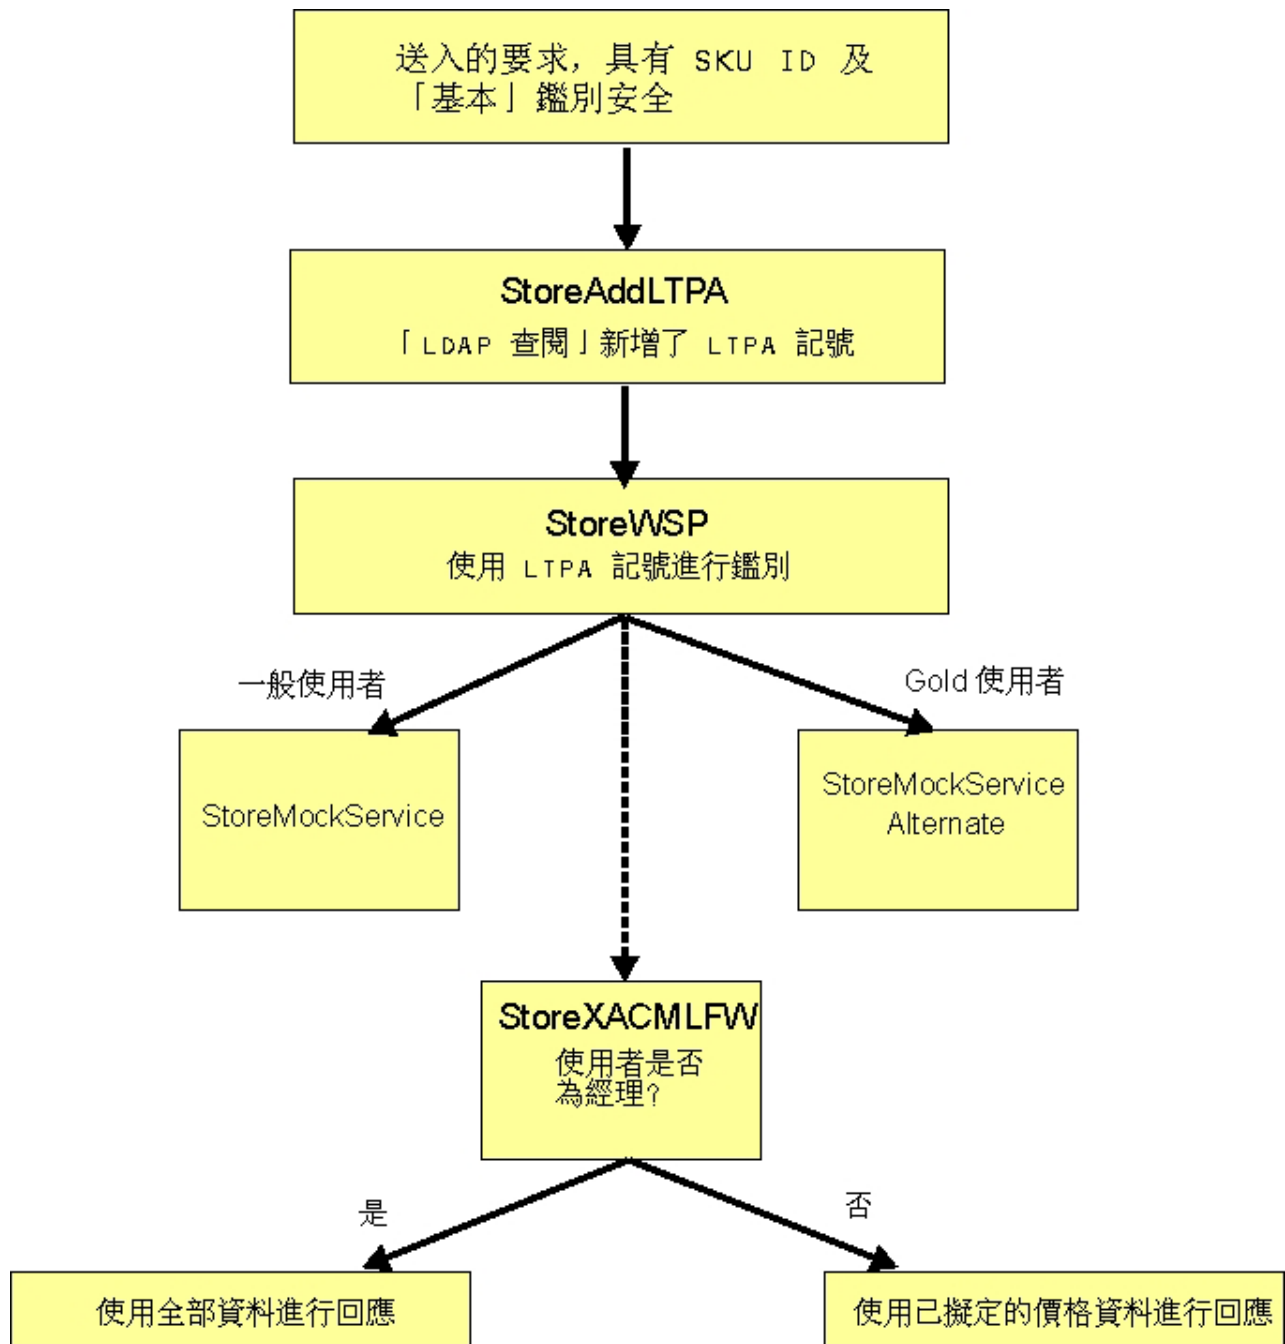 送入的要求，具有 SKU ID 及
「基本」鑑別安全
StoreAddLTPA
「LDAP 查閱」新增了 LTPA 記號
StoreWSP
使用 LTPA 記號進行鑑別
一般使用者
Gold 使用者
StoreMockService
StoreMockService
Alternate
StoreXACMLFW
使用者是否
為經理?
是
否
使用全部資料進行回應
使用已擬定的價格資料進行回應